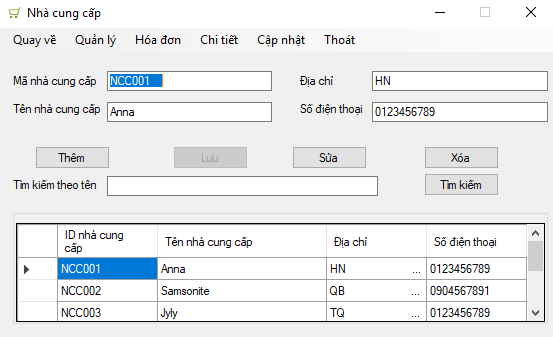 Nhà cung cấp
Quay về Quản lý Hóa đơn Chi tiết Cập nhật Thoát
Mã nhà cung cấp NCC001 Địa chỉ HN
Tên nhà cung cấp Anna Số điện thoại 0123456789
Thêm Lưu Sửa Xóa
Tìm kiếm theo tên Tìm kiếm
ID nhà cung cấp Tên nhà cung cấp Địa chỉ Số điện thoại
NCC001 Anna HN ... 0123456789
NCC002 Samsonite QB ... 0904567891
NCC003 Jyly TQ ... 0123456789